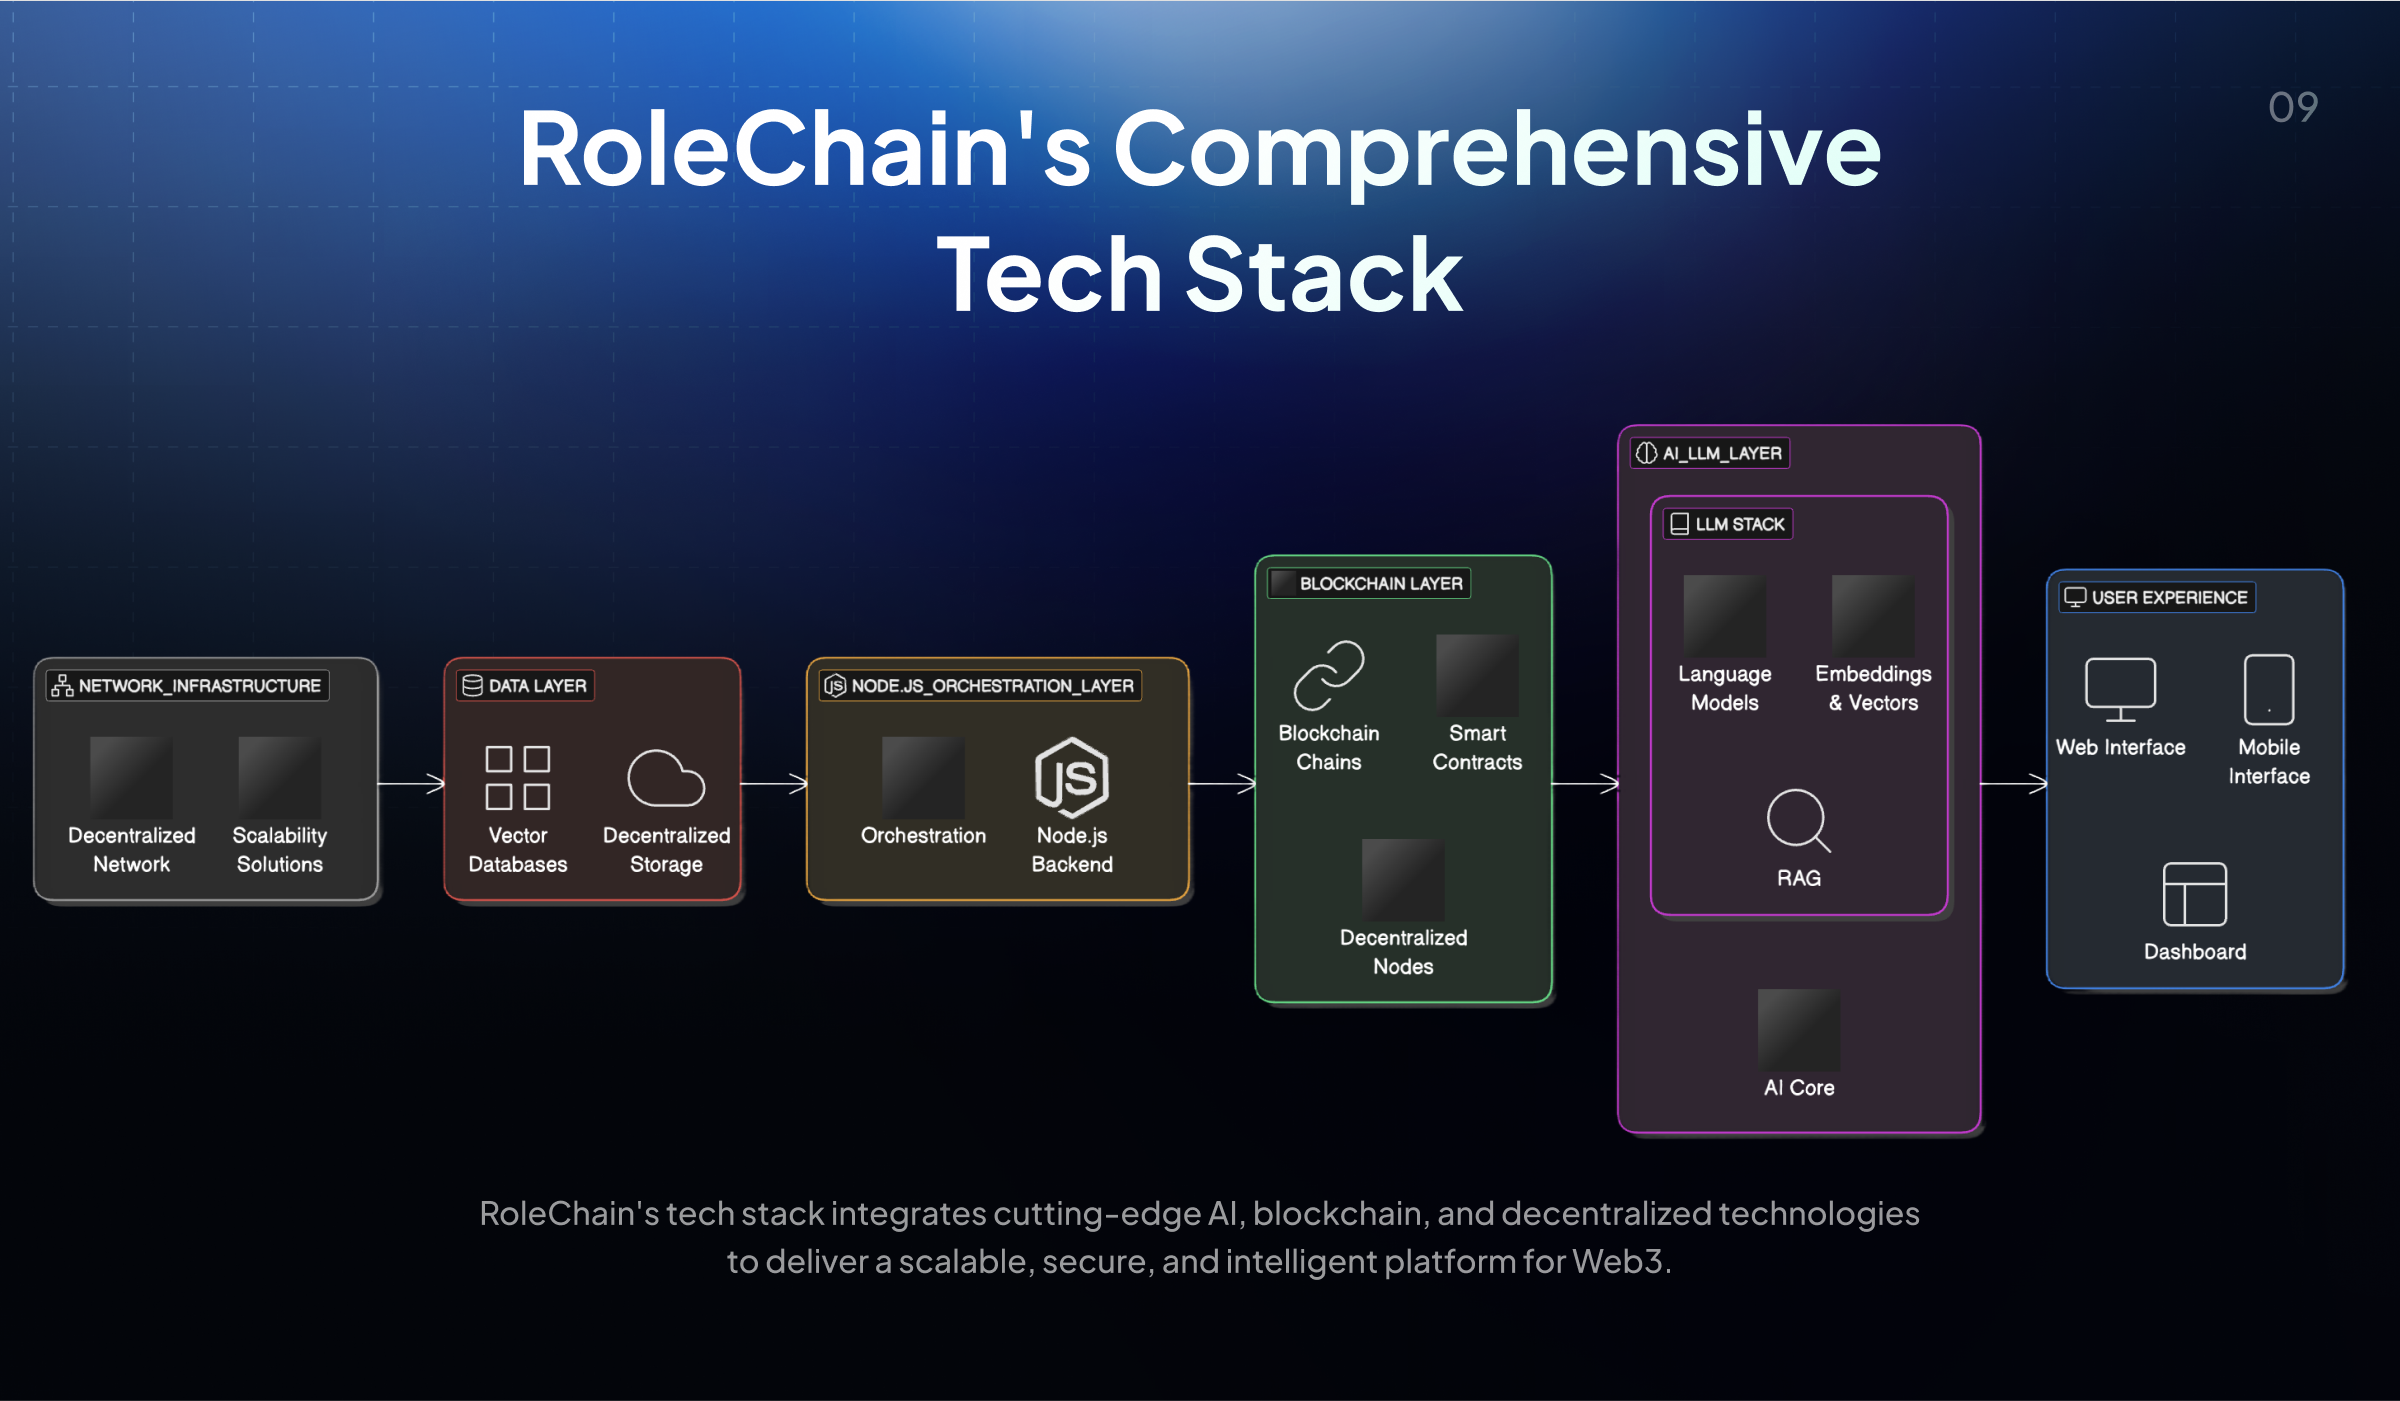 09
RoleChain's Comprehensive
Tech Stack
NETWORK_INFRASTRUCTURE
Decentralized
Network
Scalability
Solutions
DATA LAYER
Vector
Databases
Decentralized
Storage
NODE.JS_ORCHESTRATION_LAYER
Orchestration
JS
Node.js
Backend
BLOCKCHAIN LAYER
Blockchain
Chains
Smart
Contracts
Decentralized
Nodes
AI_LLM_LAYER
LLM STACK
Language
Models
Embeddings
& Vectors
RAG
AI Core
USER EXPERIENCE
Web Interface
Mobile
Interface
Dashboard
RoleChain's tech stack integrates cutting-edge AI, blockchain, and decentralized technologies
to deliver a scalable, secure, and intelligent platform for Web3.